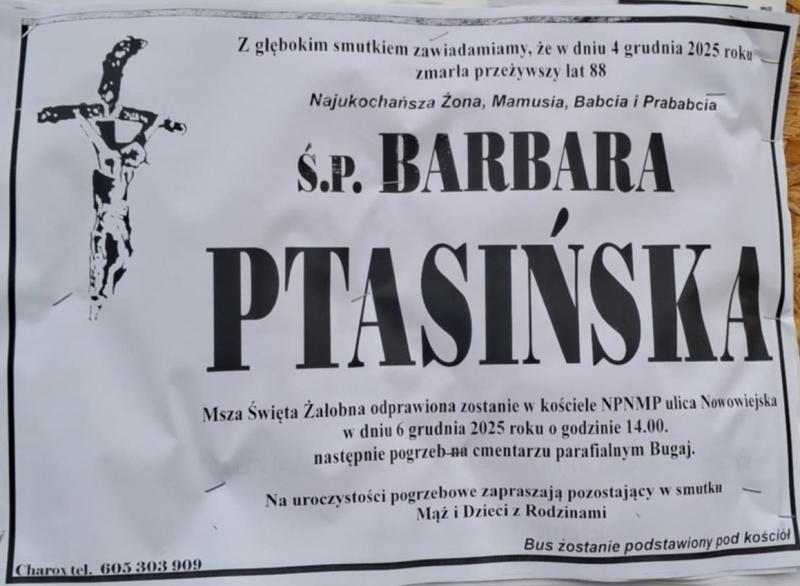 Z głębokim smutkiem zawiadamiamy, że w dniu 4 grudnia 2025 roku
zmarła przeżywszy lat 88
Najukochańsza Żona, Mamusia, Babcia i Prababcia
Ś.P. BARBARA
PTASIŃSKA
Msza Święta Żałobna odprawiona zostanie w kościele NPNMP ulica Nowowiejska
w dniu 6 grudnia 2025 roku o godzinie 14.00.
następnie pogrzeb na cmentarzu parafialnym Bugaj.
Na uroczystości pogrzebowe zapraszają pozostający w smutku
Mąż i Dzieci z Rodzinami
Bus zostanie podstawiony pod kościół
Charox tel. 605 303 909